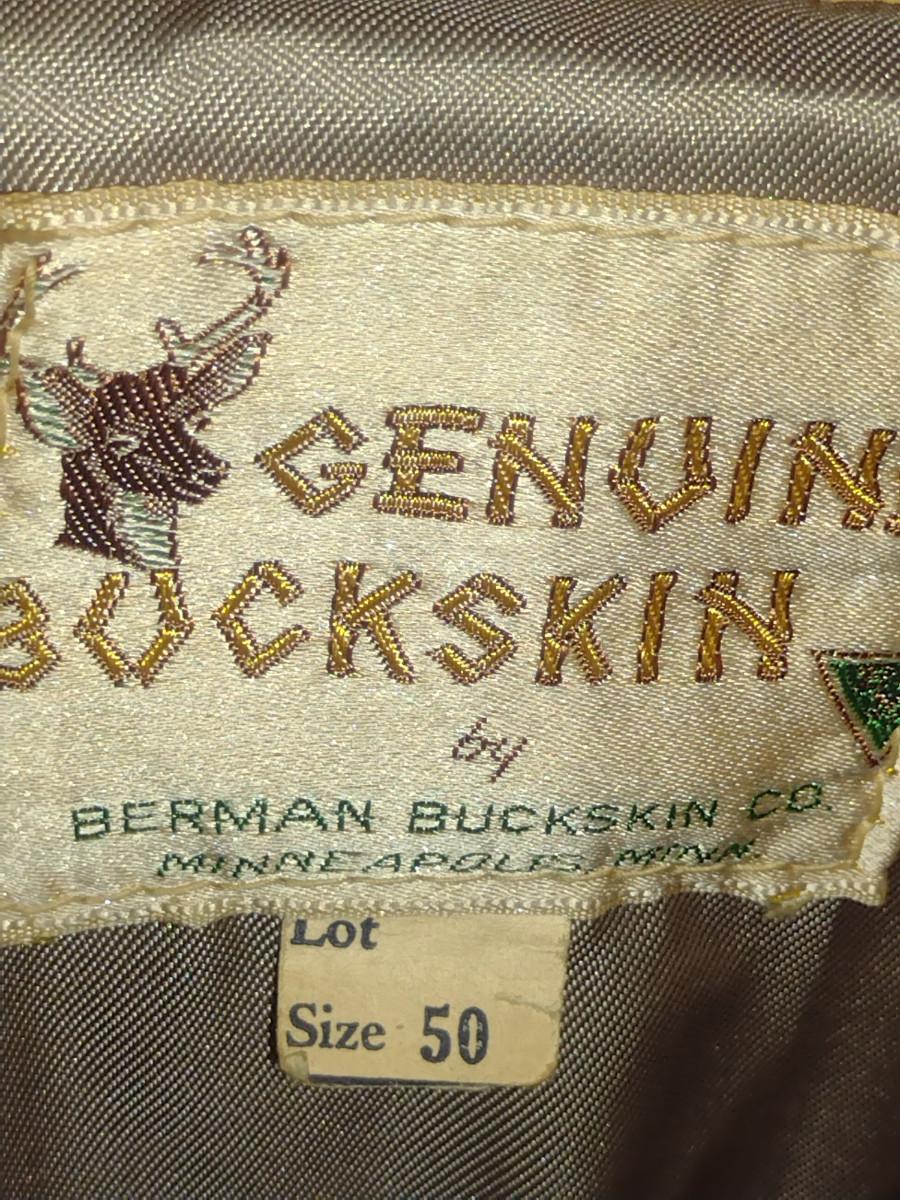 GENUIN
BUCKSKIN
by
BERMAN BUCKSKIN CO.
MINNEAPOLIS, MINN.
Lot
Size 50